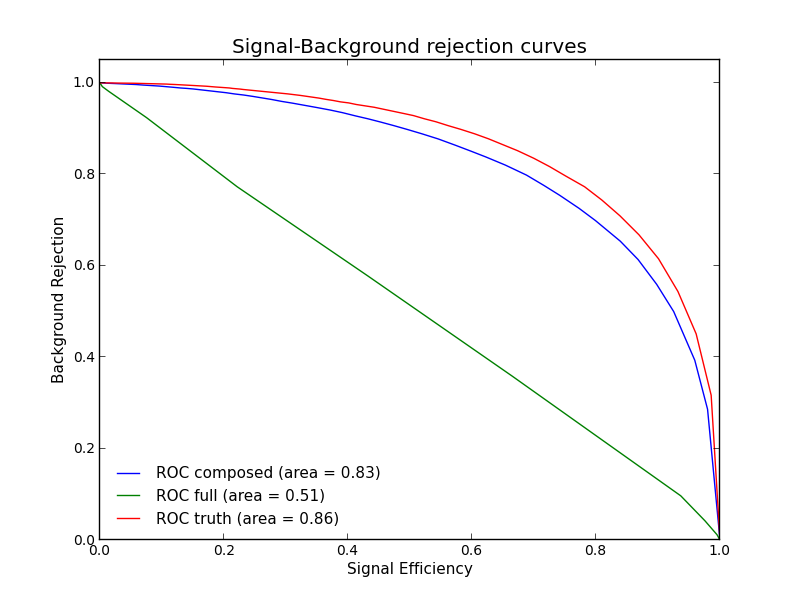 Signal-Background rejection curves
Background Rejection
1.0
0.8
0.6
0.4
0.2
0.0
ROC composed (area = 0.83)
ROC full (area = 0.51)
ROC truth (area = 0.86)
0.0 0.2 0.4 0.6 0.8 1.0
Signal Efficiency